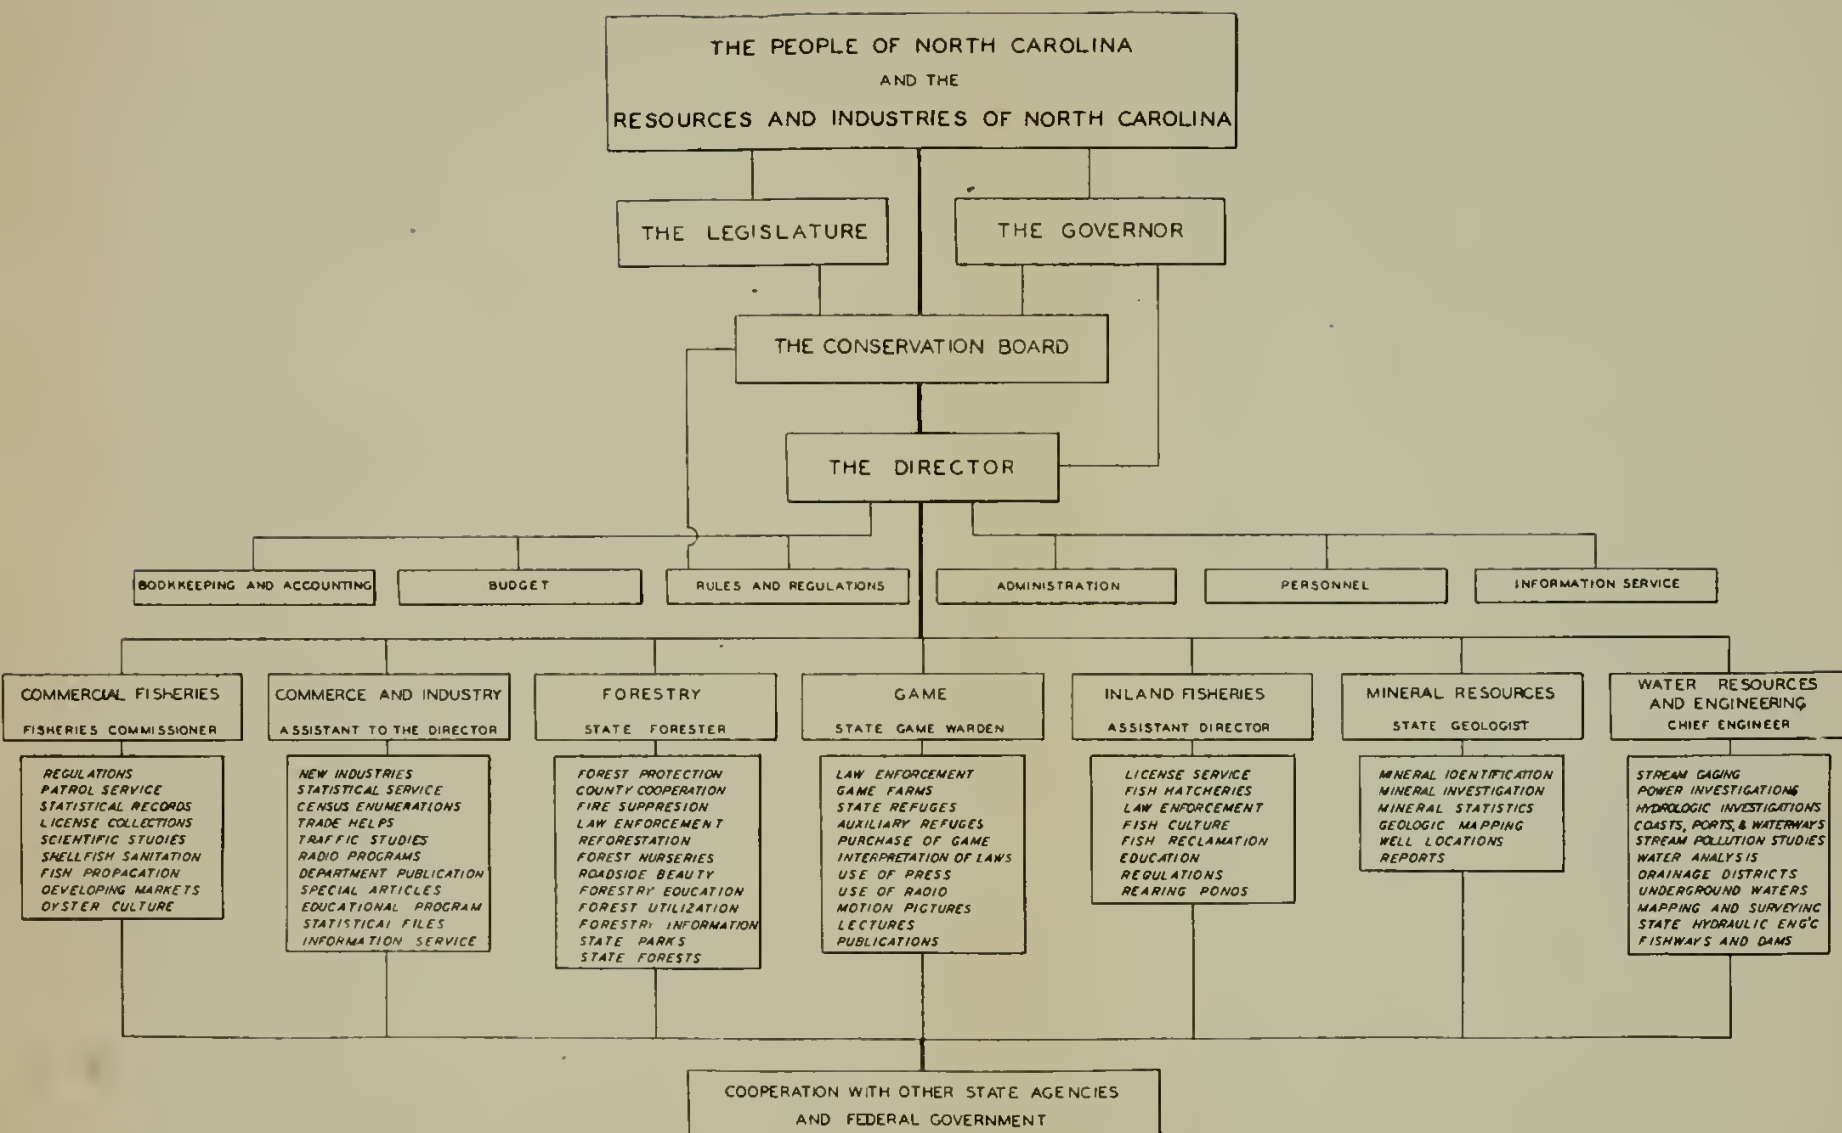 THE PEOPLE OF NORTH CAROLINA
AND THE
RESOURCES AND INDUSTRIES OF NORTH CAROLINA
THE LEGISLATURE
THE GOVERNOR
THE CONSERVATION BOARD
THE DIRECTOR
BOOKKEEPING AND ACCOUNTING
BUDGET
RULES AND REGULATIONS
ADMINISTRATION
PERSONNEL
INFORMATION SERVICE
COMMERCIAL FISHERIES
FISHERIES COMMISSIONER
REGULATIONS
PATROL SERVICE
STATISTICAL RECORDS
LICENSE COLLECTIONS
SCIENTIFIC STUDIES
SHELLFISH SANITATION
FISH PROPAGATION
DEVELOPING MARKETS
OYSTER CULTURE
COMMERCE AND INDUSTRY
ASSISTANT TO THE DIRECTOR
NEW INDUSTRIES
STATISTICAL SERVICE
CENSUS ENUMERATIONS
TRADE HELPS
TRAFFIC STUDIES
RADIO PROGRAMS
DEPARTMENT PUBLICATION
SPECIAL ARTICLES
EDUCATIONAL PROGRAM
STATISTICAL FILES
INFORMATION SERVICE
FORESTRY
STATE FORESTER
FOREST PROTECTION
COUNTY COOPERATION
FIRE SUPPRESION
LAW ENFORCEMENT
REFORESTATION
FOREST NURSERIES
ROADSIDE BEAUTY
FORESTRY EDUCATION
FOREST UTILIZATION
FORESTRY INFORMATION
STATE PARKS
STATE FORESTS
GAME
STATE GAME WARDEN
LAW ENFORCEMENT
GAME FARMS
STATE REFUGES
AUXILIARY REFUGES
PURCHASE OF GAME
INTERPRETATION OF LAWS
USE OF PRESS
USE OF RADIO
MOTION PICTURES
LECTURES
PUBLICATIONS
INLAND FISHERIES
ASSISTANT DIRECTOR
LICENSE SERVICE
FISH HATCHERIES
LAW ENFORCEMENT
FISH CULTURE
FISH RECLAMATION
EDUCATION
REGULATIONS
REARING PONDS
MINERAL RESOURCES
STATE GEOLOGIST
MINERAL IDENTIFICATION
MINERAL INVESTIGATION
MINERAL STATISTICS
GEOLOGIC MAPPING
WELL LOCATIONS
REPORTS
WATER RESOURCES
AND ENGINEERING
CHIEF ENGINEER
STREAM GAGING
POWER INVESTIGATIONS
HYDROLOGIC INVESTIGATIONS
COASTS, PORTS, & WATERWAYS
STREAM POLLUTION STUDIES
WATER ANALYSIS
DRAINAGE DISTRICTS
UNDERGROUND WATERS
MAPPING AND SURVEYING
STATE HYDRAULIC ENG'G
FISHWAYS AND DAMS
COOPERATION WITH OTHER STATE AGENCIES
AND FEDERAL GOVERNMENT